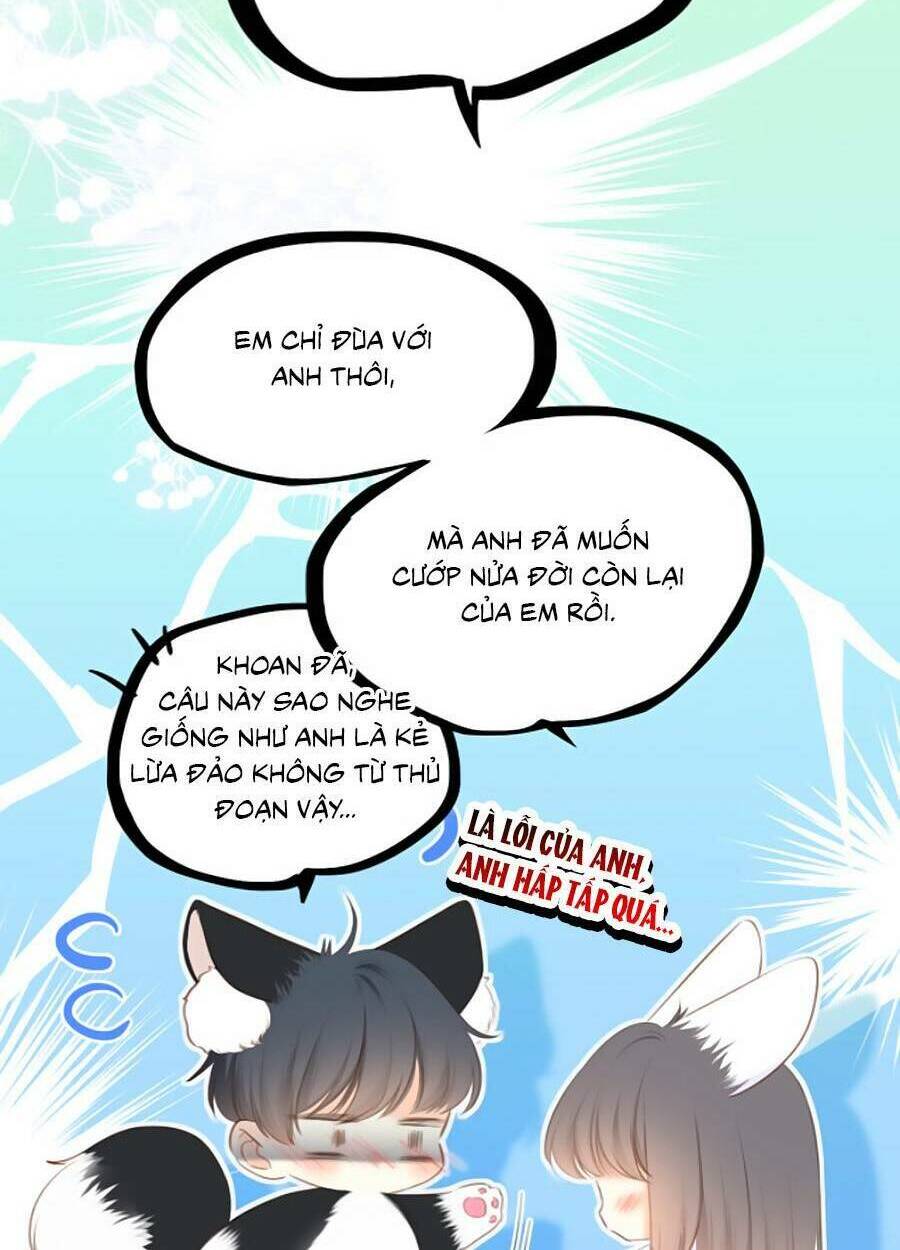 EM CHỈ ĐÙA VỚI
ANH THÔI,
MÀ ANH ĐÃ MUỐN
CƯỚP NỬA ĐỜI CÒN LẠI
CỦA EM RỒI.
KHOAN ĐÃ,
CÂU NÀY SAO NGHE
GIỐNG NHƯ ANH LÀ KẺ
LỪA ĐẢO KHÔNG TỪ THỦ
ĐOẠN VẬY...
LÀ LỖI CỦA ANH,
ANH HẤP TẤP QUÁ...